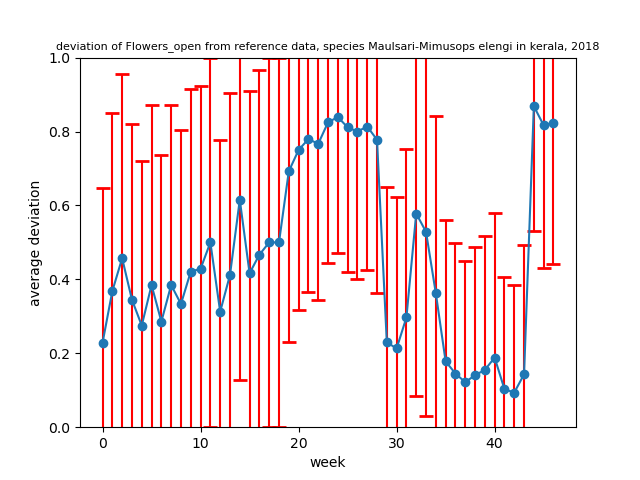 deviation of Flowers_open from reference data, species Maulsari-Mimusops elengi in kerala, 2018
1.0
0.8
0.6
0.4
0.2
0.0
average deviation
0 10 20 30 40
week